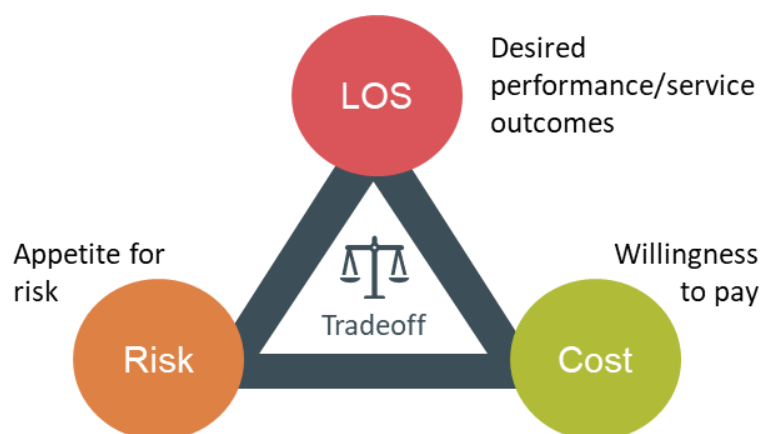 LOS
Desired
performance/service
outcomes
Appetite for
risk
Willingness
to pay
Tradeoff
Risk
Cost